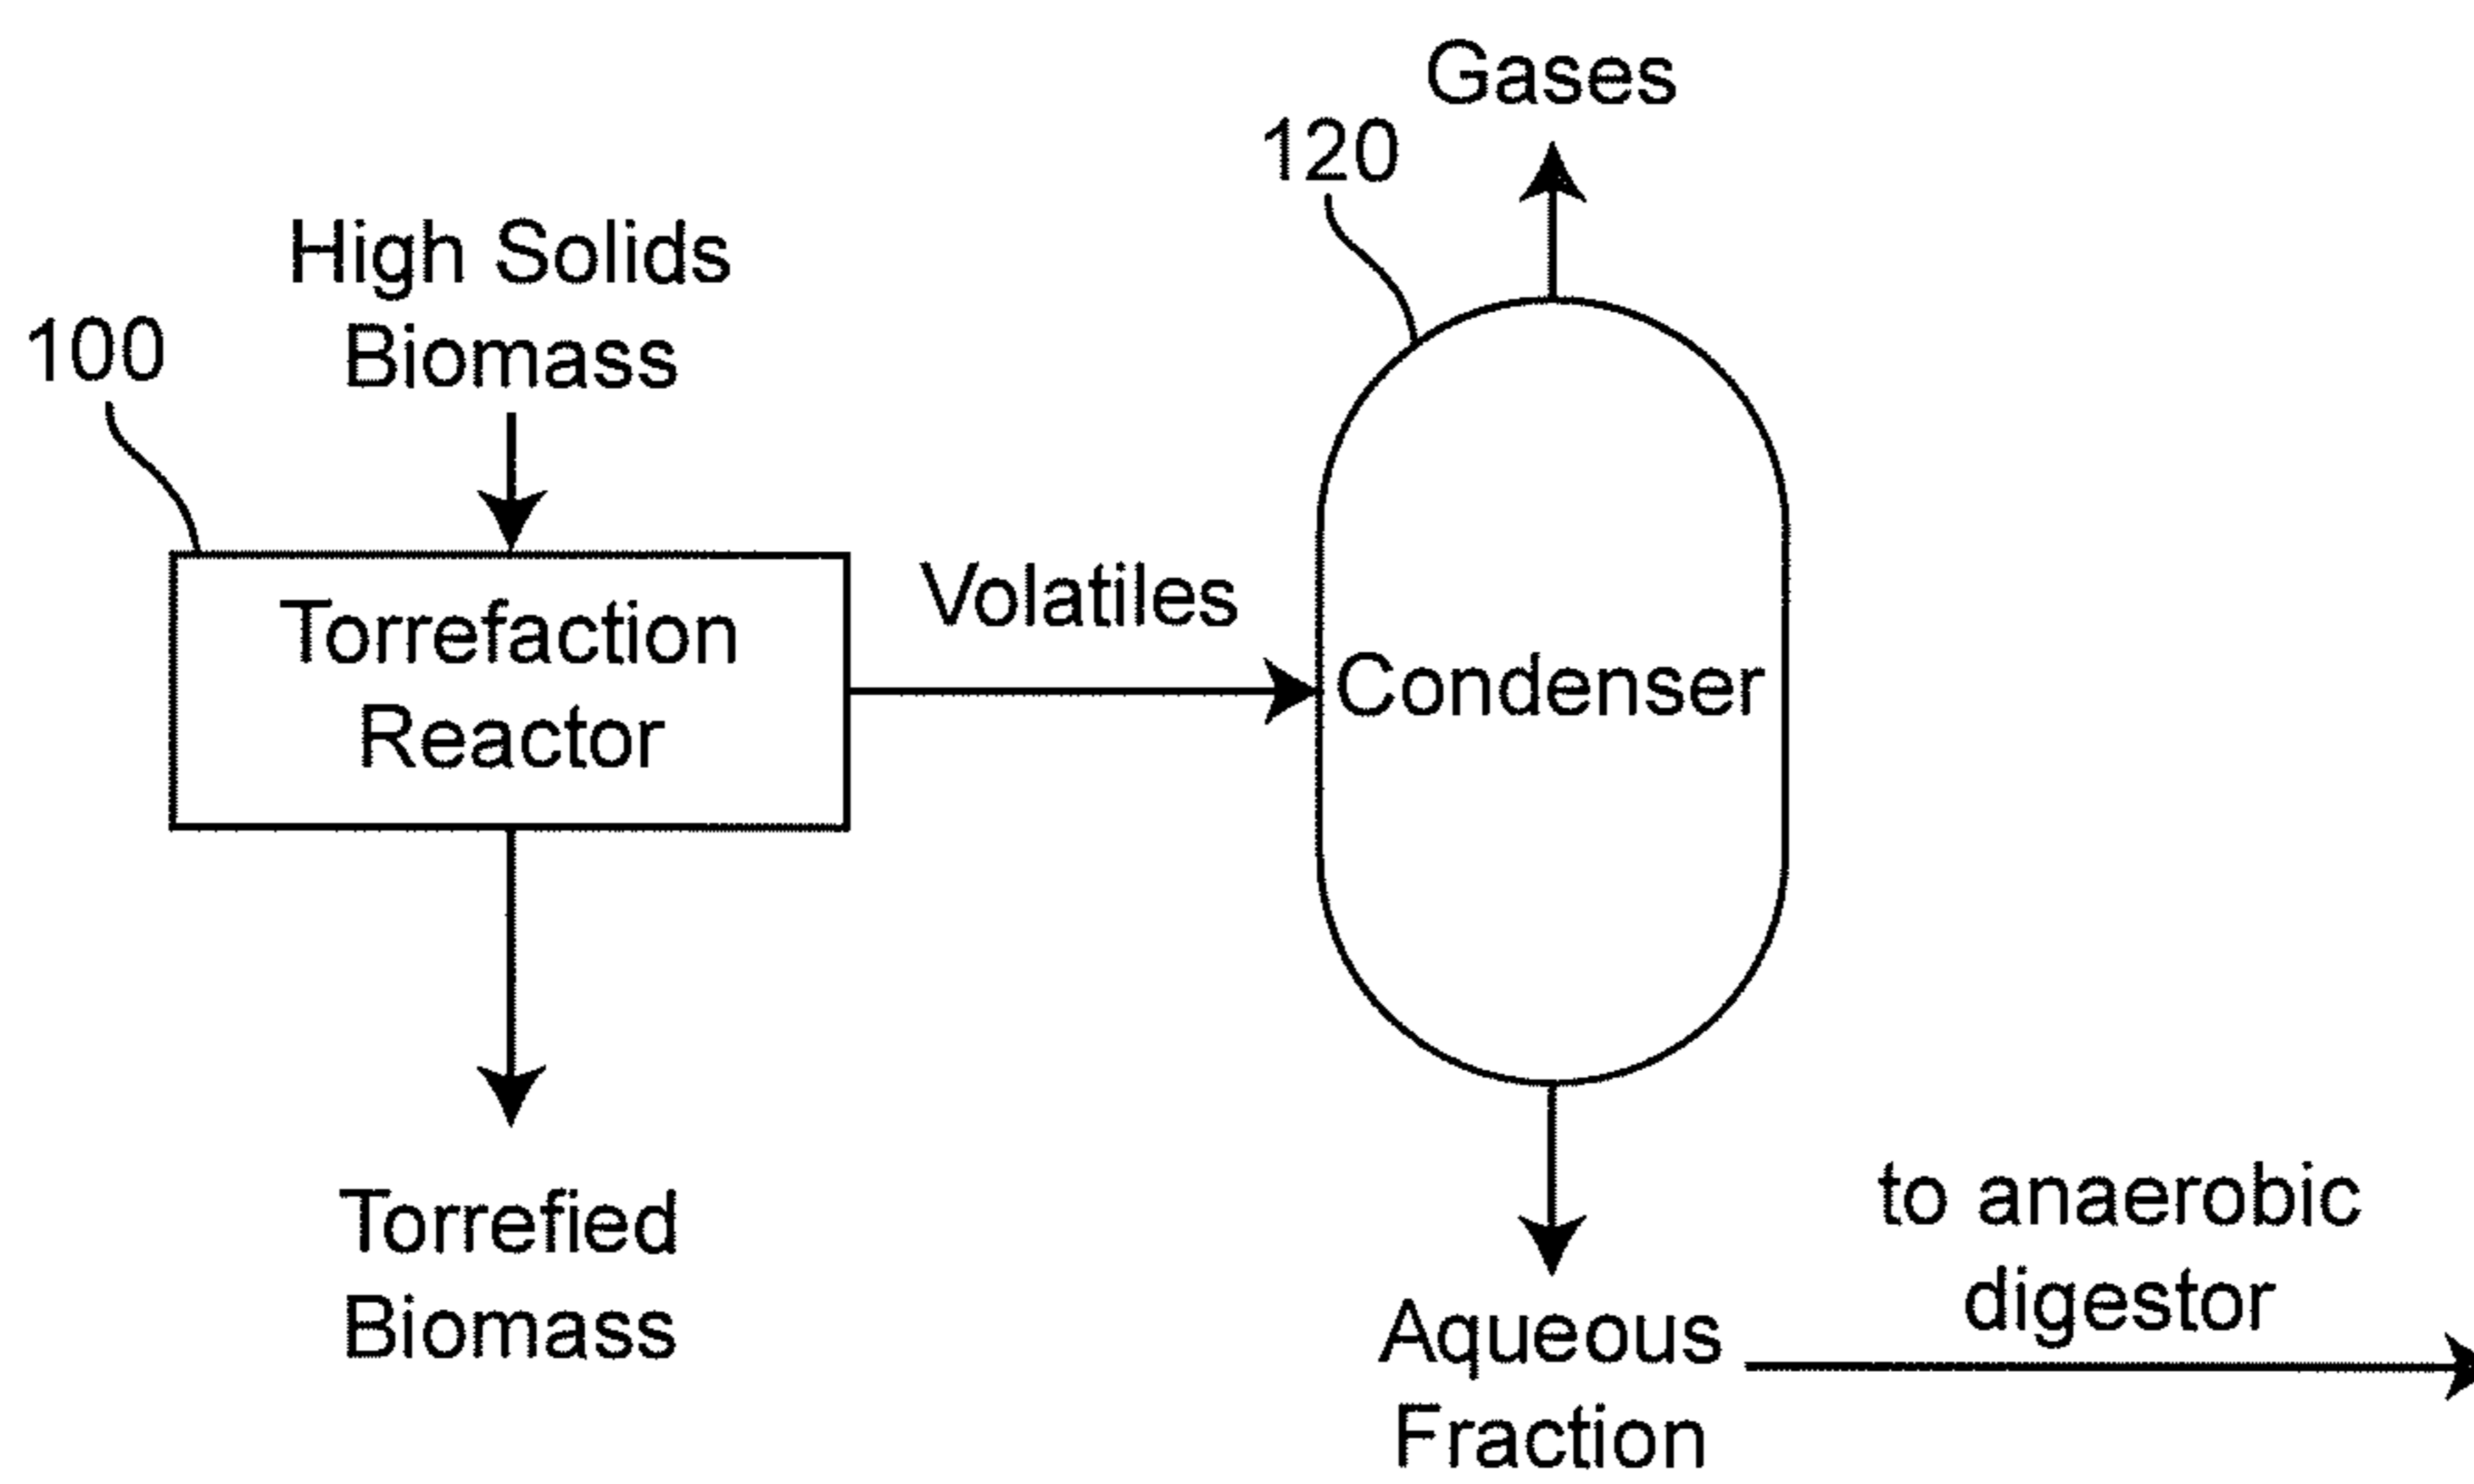 Gases
120
High Solids
Biomass
100
Torrefaction
Reactor
Volatiles
Condenser
Torrefied
Biomass
to anaerobic
digestor
Aqueous
Fraction